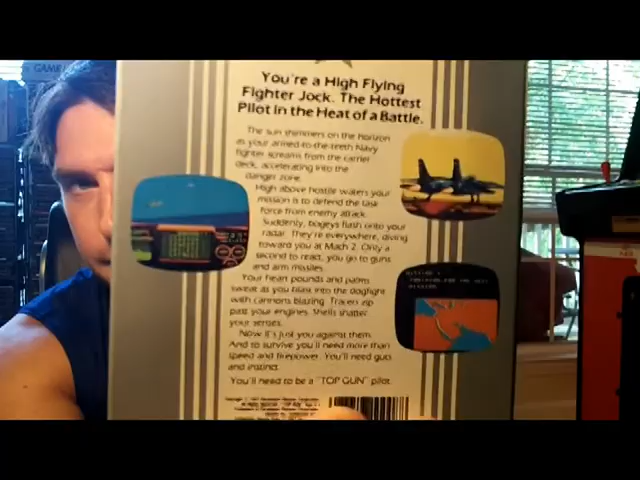 You're a High Flying
Fighter Jock. The Hottest
Pilot in the Heat of a Battle.
The sun shimmers on the horizon
as your armed-to-the-teeth Navy
fighter screams from the carrier
deck, accelerating into the
danger zone.
High above hostile waters your
mission is to defend the task
force from enemy attack.
Suddenly, bogeys flash onto your
radar. They're everywhere, diving
toward you at Mach 2. Only a
second to react, you go to guns
and arm missiles.
Your heart pounds and palms
sweat as you blast into the dogfight
with cannons blazing. Tracers zip
past your engines. Shells shatter
your senses.
Now it's just you against them.
And to survive you'll need more than
speed and firepower. You'll need guts
and instinct.
You'll need to be a "TOP GUN" pilot.